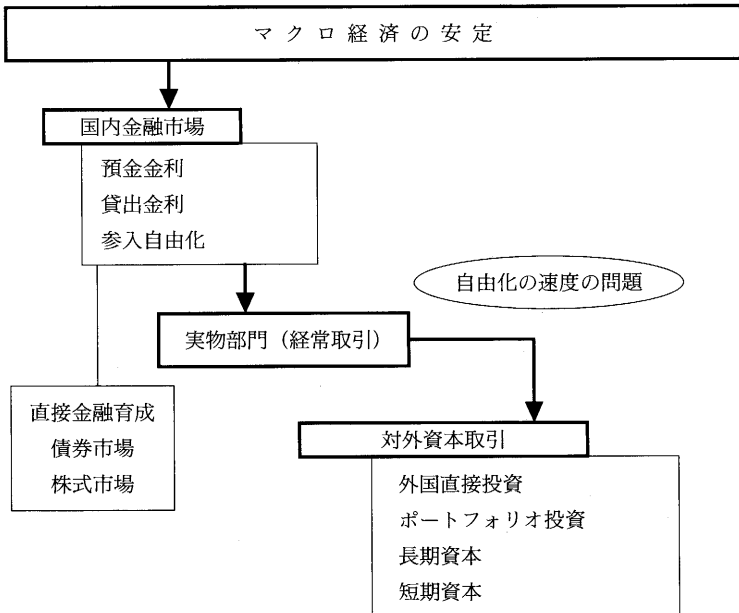 マクロ経済の安定
国内金融市場
預金金利
貸出金利
参入自由化
自由化の速度の問題
実物部門（経常取引）
直接金融育成
債券市場
株式市場
対外資本取引
外国直接投資
ポートフォリオ投資
長期資本
短期資本